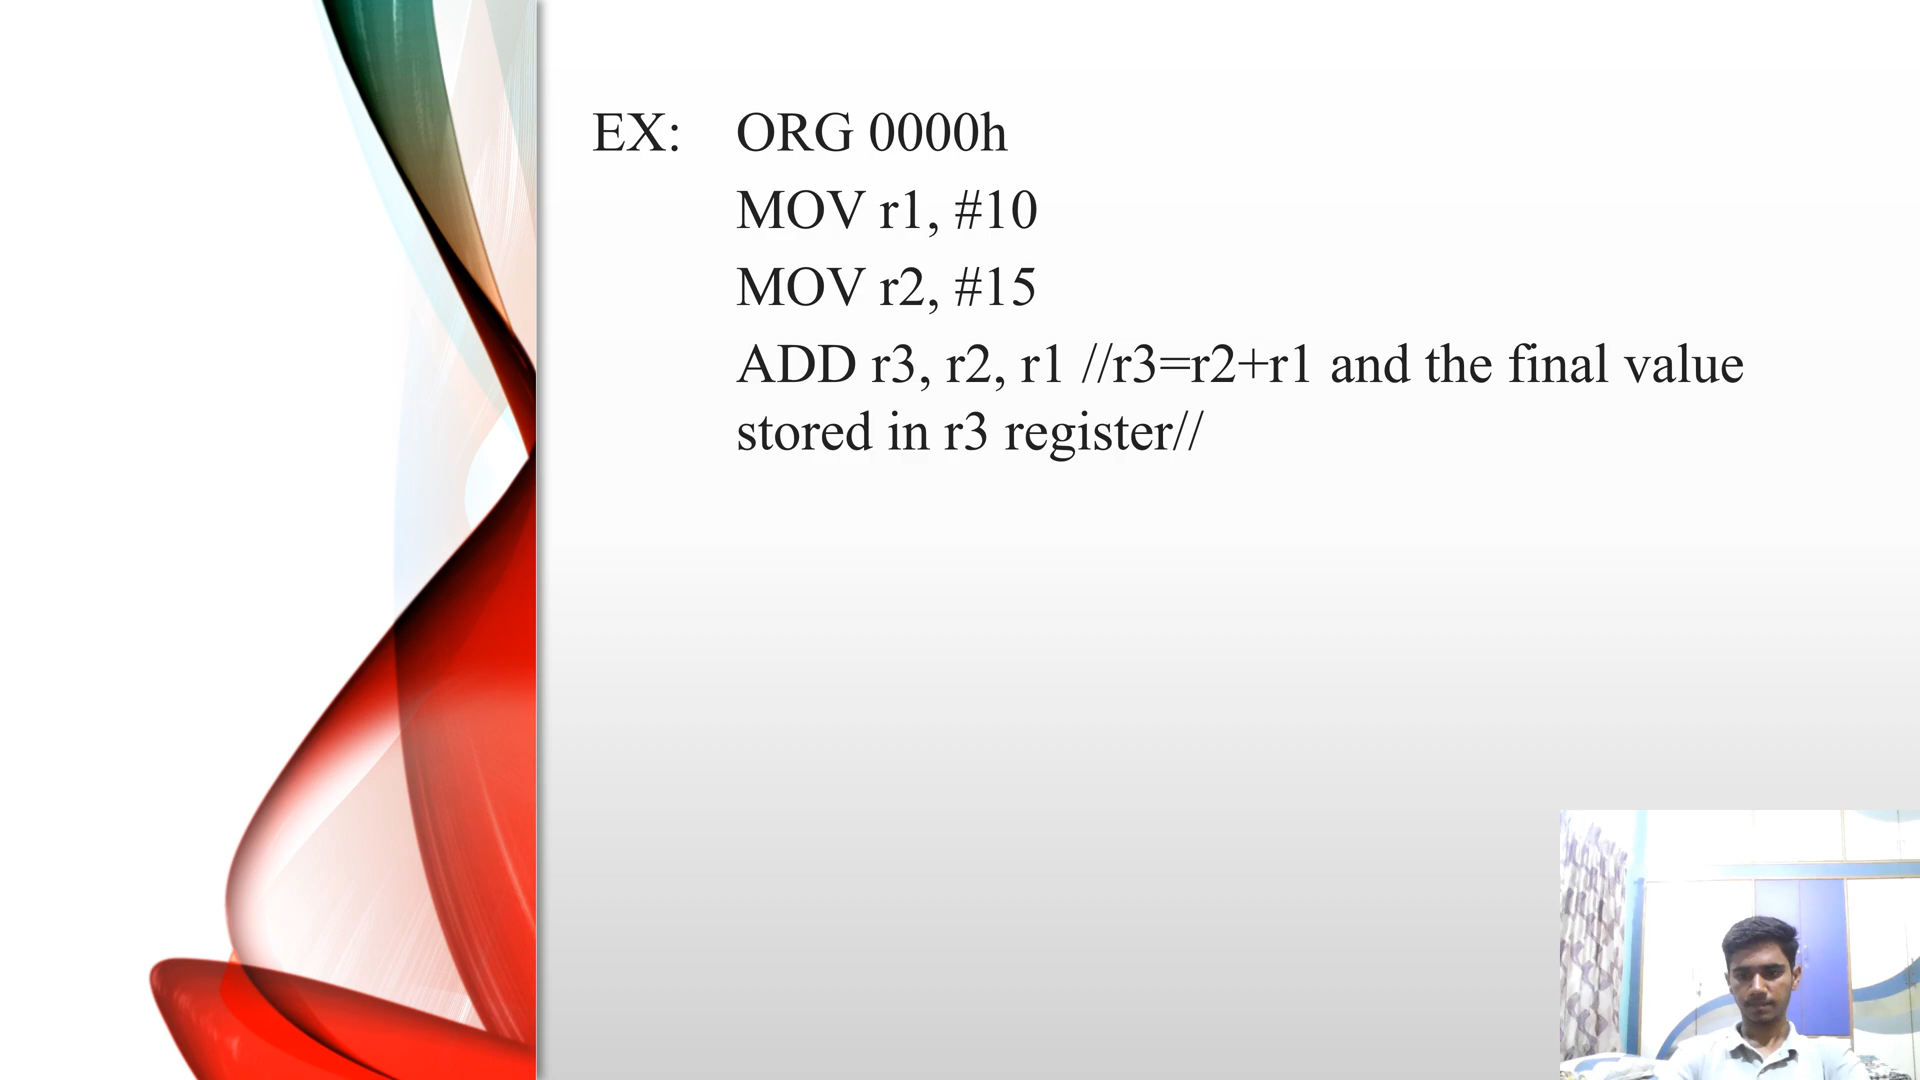 EX: ORG 0000h
MOV r1, #10
MOV r2, #15
ADD r3, r2, r1 //r3=r2+r1 and the final value
stored in r3 register//